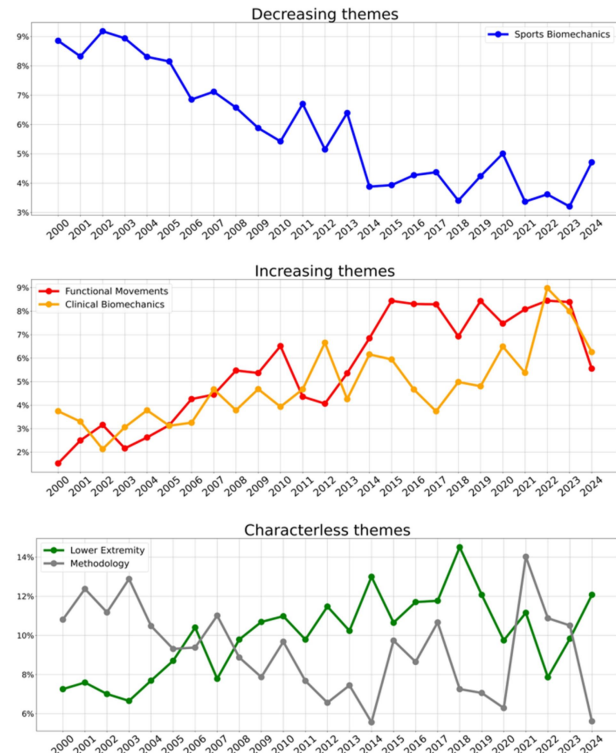 Decreasing themes
Sports Biomechanics
9%
8%
7%
6%
5%
4%
3%
2000 2001 2002 2003 2004 2005 2006 2007 2008 2009 2010 2011 2012 2013 2014 2015 2016 2017 2018 2019 2020 2021 2022 2023 2024
Increasing themes
Functional Movements
Clinical Biomechanics
9%
8%
7%
6%
5%
4%
3%
2%
2000 2001 2002 2003 2004 2005 2006 2007 2008 2009 2010 2011 2012 2013 2014 2015 2016 2017 2018 2019 2020 2021 2022 2023 2024
Characterless themes
Lower Extremity
Methodology
14%
12%
10%
8%
6%
2000 2001 2002 2003 2004 2005 2006 2007 2008 2009 2010 2011 2012 2013 2014 2015 2016 2017 2018 2019 2020 2021 2022 2023 2024